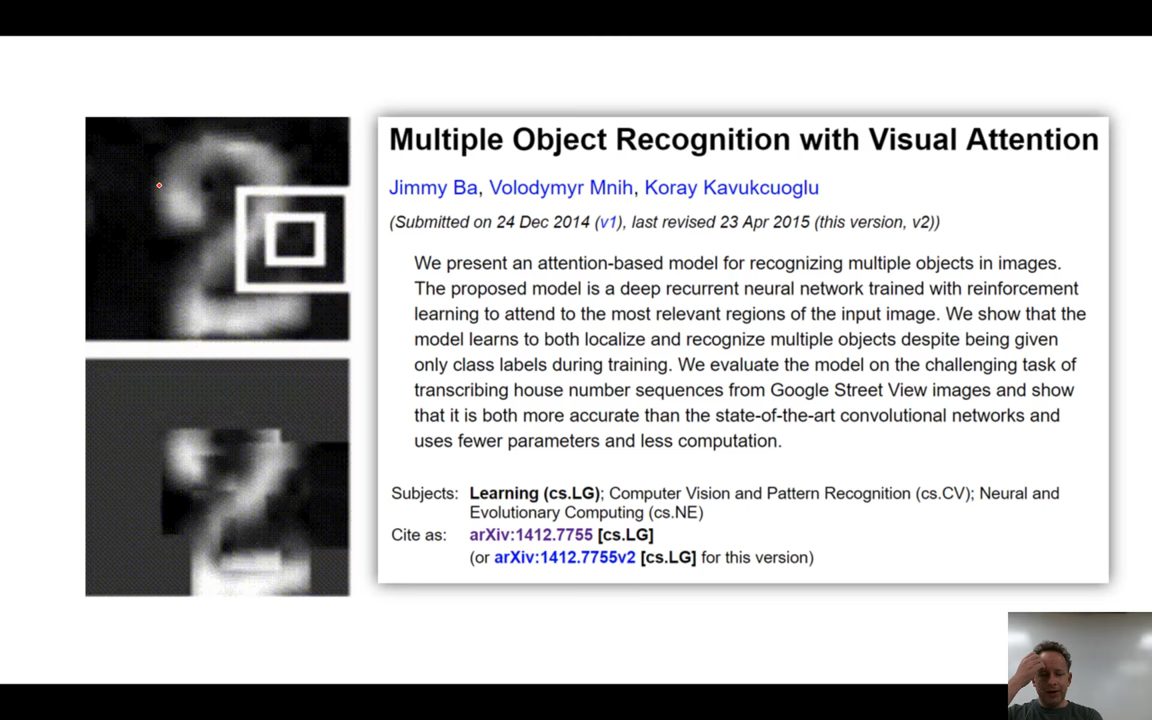 Multiple Object Recognition with Visual Attention
Jimmy Ba, Volodymyr Mnih, Koray Kavukcuoglu
(Submitted on 24 Dec 2014 (v1), last revised 23 Apr 2015 (this version, v2))
We present an attention-based model for recognizing multiple objects in images.
The proposed model is a deep recurrent neural network trained with reinforcement
learning to attend to the most relevant regions of the input image. We show that the
model learns to both localize and recognize multiple objects despite being given
only class labels during training. We evaluate the model on the challenging task of
transcribing house number sequences from Google Street View images and show
that it is both more accurate than the state-of-the-art convolutional networks and
uses fewer parameters and less computation.
Subjects: Learning (cs.LG); Computer Vision and Pattern Recognition (cs.CV); Neural and
Evolutionary Computing (cs.NE)
Cite as: arXiv:1412.7755 [cs.LG]
(or arXiv:1412.7755v2 [cs.LG] for this version)
2
2